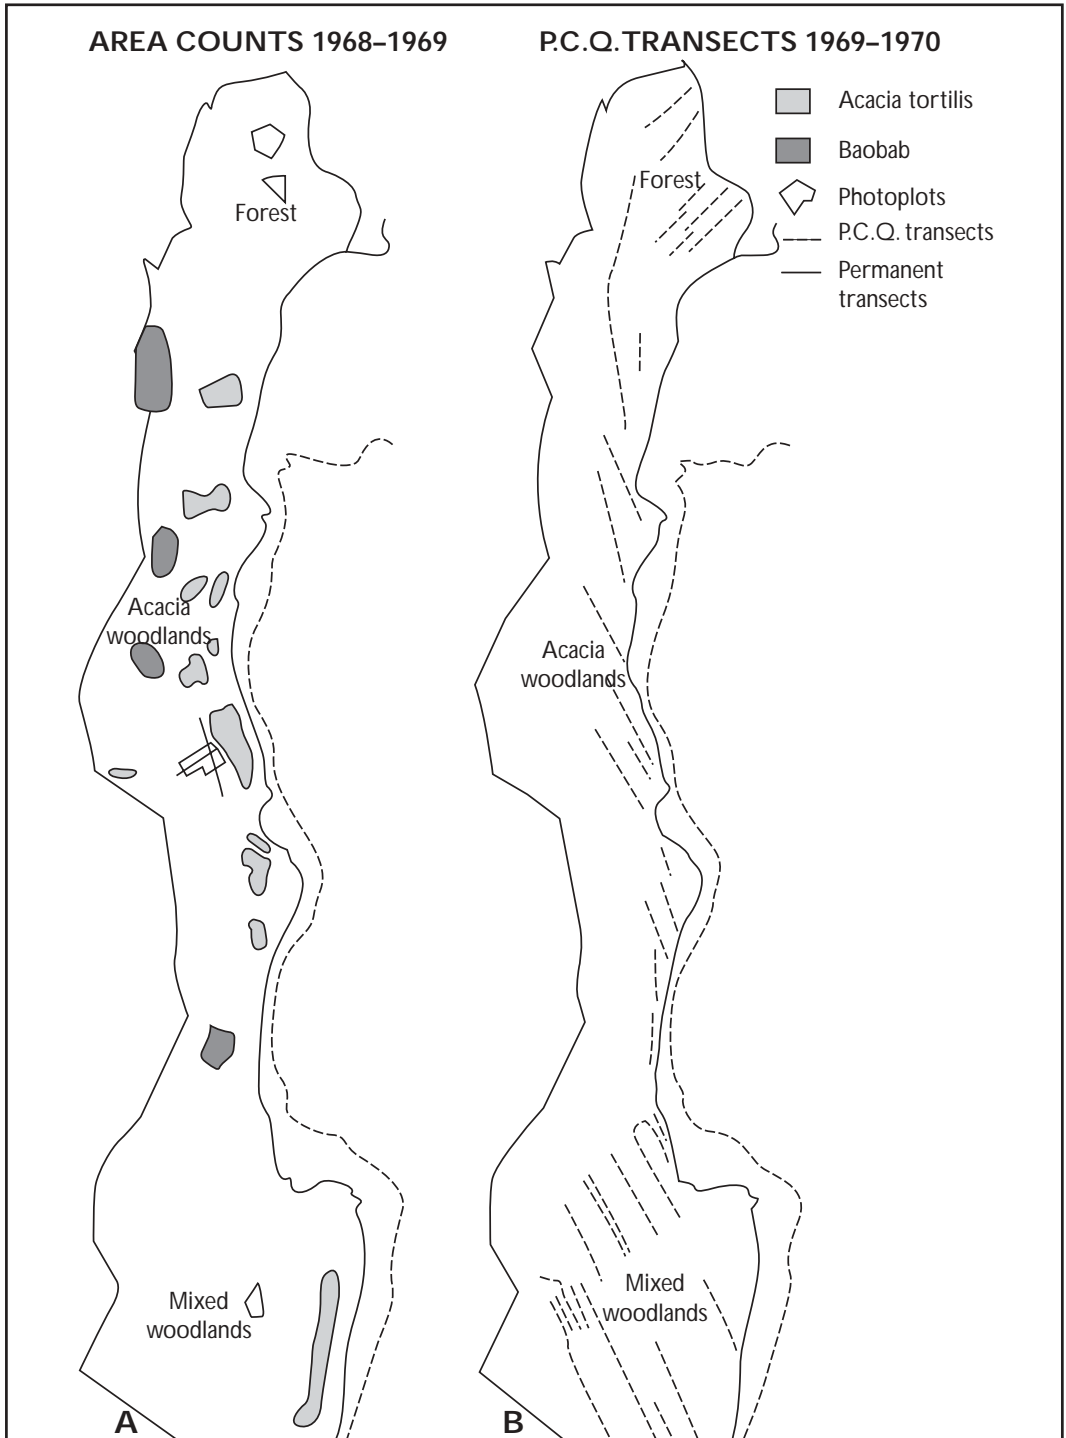 AREA COUNTS 1968–1969
P.C.Q. TRANSECTS 1969–1970
Acacia tortilis
Baobab
Photoplots
P.C.Q. transects
Permanent
transects
Forest
Acacia
woodlands
Mixed
woodlands
A
Forest
Acacia
woodlands
Mixed
woodlands
B